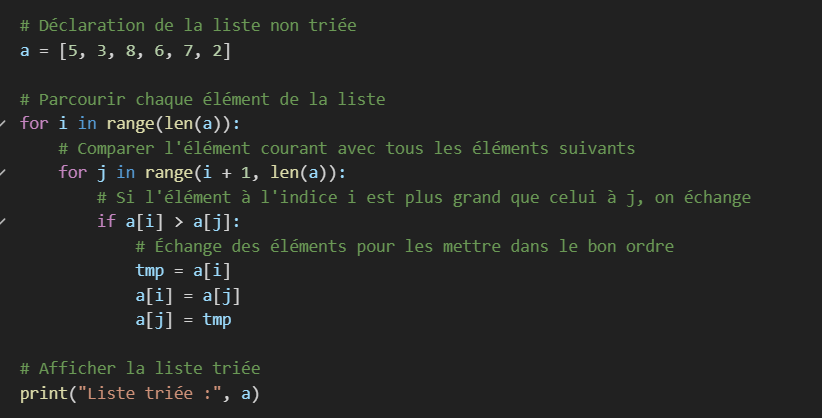 # Déclaration de la liste non triée
a = [5, 3, 8, 6, 7, 2]
# Parcourir chaque élément de la liste
for i in range(len(a)):
# Comparer l'élément courant avec tous les éléments suivants
for j in range(i + 1, len(a)):
# Si l'élément à l'indice i est plus grand que celui à j, on échange
if a[i] > a[j]:
# Échange des éléments pour les mettre dans le bon ordre
tmp = a[i]
a[i] = a[j]
a[j] = tmp
# Afficher la liste triée
print("Liste triée :", a)